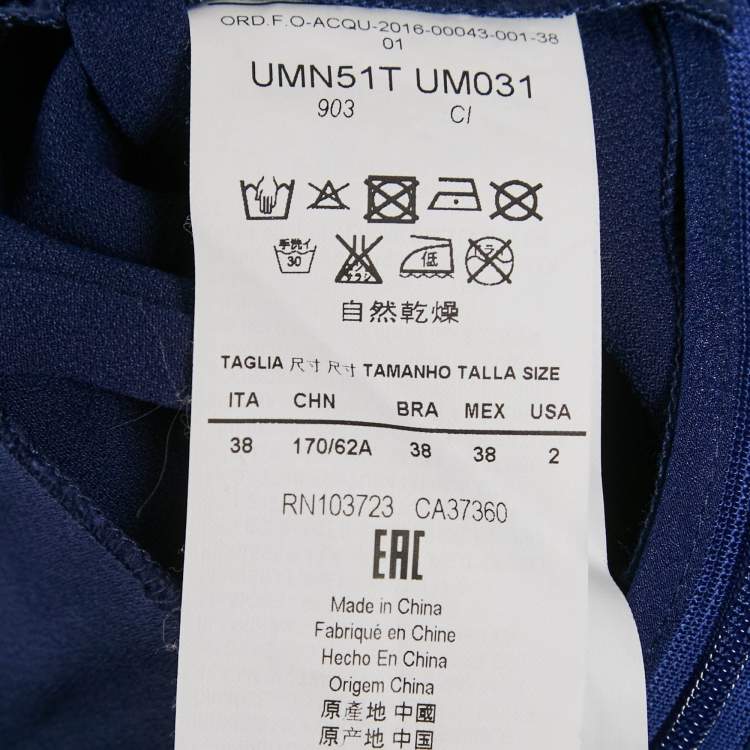 ORD.F.O-ACQU-2016-00043-001-38
01
UMN51T UM031
903 CI
手洗イ
30
低
自然乾燥
TAGLIA 尺寸 尺寸 TAMANHO TALLA SIZE
ITA CHN BRA MEX USA
38 170/62A 38 38 2
RN103723 CA37360
EAC
Made in China
Fabriqué en Chine
Hecho En China
Origem China
原產地 中國
原产地 中国